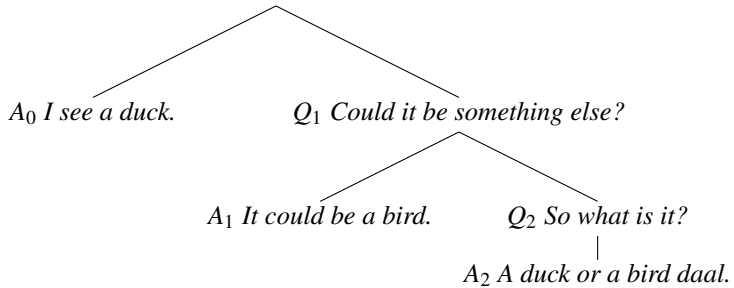 A₀ I see a duck.
Q₁ Could it be something else?
A₁ It could be a bird.
Q₂ So what is it?
A₂ A duck or a bird daal.